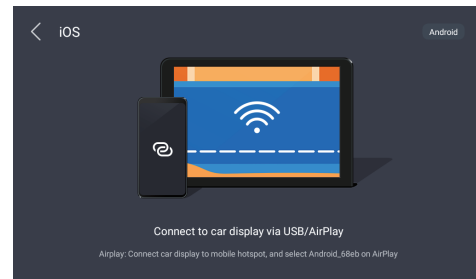 iOS
Android
Connect to car display via USB/AirPlay
Airplay: Connect car display to mobile hotspot, and select Android_68eb on AirPlay